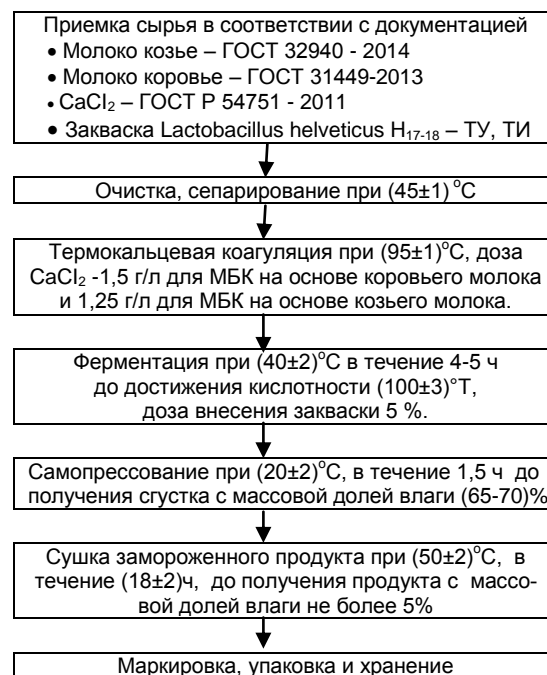 Приемка сырья в соответствии с документацией
• Молоко козье – ГОСТ 32940 - 2014
• Молоко коровье – ГОСТ 31449-2013
• CaCl₂ – ГОСТ Р 54751 - 2011
• Закваска Lactobacillus helveticus H₁₇₋₁₈ – ТУ, ТИ
Очистка, сепарирование при (45±1) °С
Термокальцевая коагуляция при (95±1)°С, доза
CaCl₂ -1,5 г/л для МБК на основе коровьего молока
и 1,25 г/л для МБК на основе козьего молока.
Ферментация при (40±2)°С в течение 4-5 ч
до достижения кислотности (100±3)°Т,
доза внесения закваски 5 %.
Самопрессование при (20±2)°С, в течение 1,5 ч до
получения сгустка с массовой долей влаги (65-70)%
Сушка замороженного продукта при (50±2)°С, в
течение (18±2)ч, до получения продукта с массо-
вой долей влаги не более 5%
Маркировка, упаковка и хранение